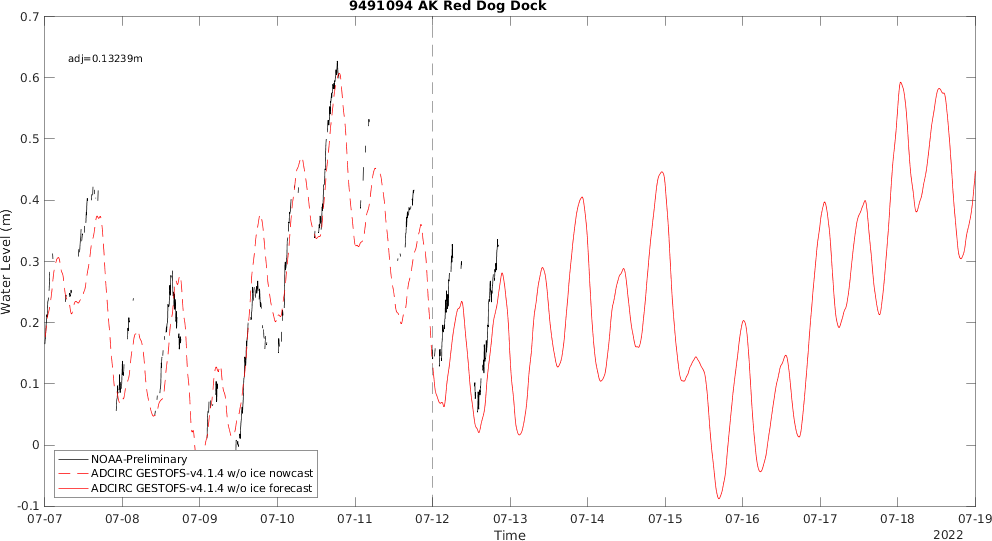 9491094 AK Red Dog Dock
adj=0.13239m
Water Level (m)
0.7
0.6
0.5
0.4
0.3
0.2
0.1
0
-0.1
NOAA-Preliminary
ADCIRC GESTOFS-v4.1.4 w/o ice nowcast
ADCIRC GESTOFS-v4.1.4 w/o ice forecast
07-07 07-08 07-09 07-10 07-11 07-12 07-13 07-14 07-15 07-16 07-17 07-18 07-19
Time
2022